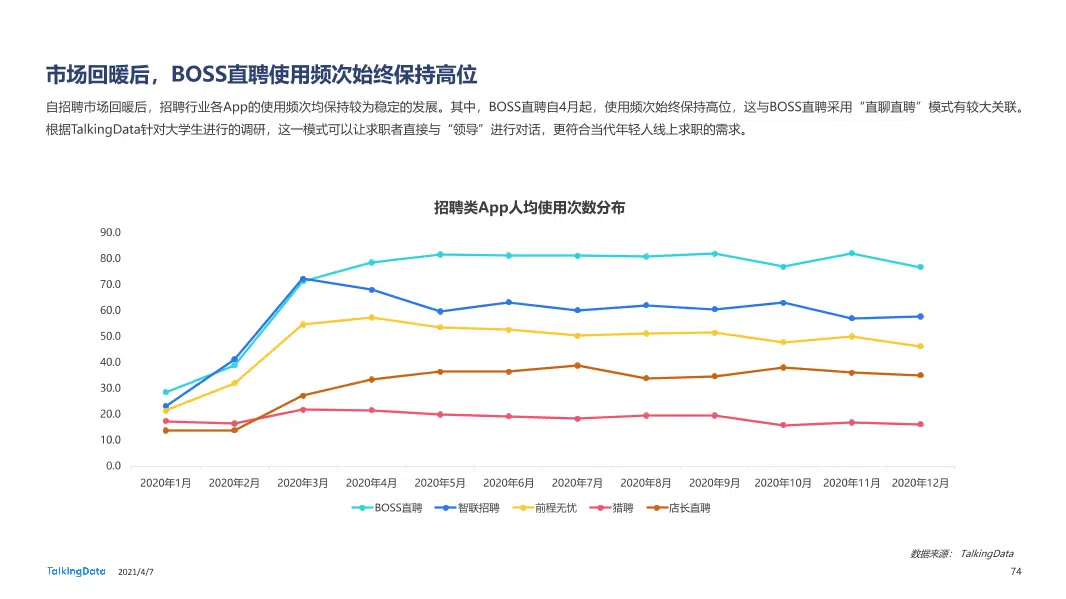 市场回暖后，BOSS直聘使用频次始终保持高位
自招聘市场回暖后，招聘行业各App的使用频次均保持较为稳定的发展。其中，BOSS直聘自4月起，使用频次始终保持高位，这与BOSS直聘采用“直聊直聘”模式有较大关联。
根据TalkingData针对大学生进行的调研，这一模式可以让求职者直接与“领导”进行对话，更符合当代年轻人线上求职的需求。
招聘类App人均使用次数分布
90.0
80.0
70.0
60.0
50.0
40.0
30.0
20.0
10.0
0.0
2020年1月 2020年2月 2020年3月 2020年4月 2020年5月 2020年6月 2020年7月 2020年8月 2020年9月 2020年10月 2020年11月 2020年12月
BOSS直聘 智联招聘 前程无忧 猎聘 店长直聘
数据来源： TalkingData
TalkingData 2021/4/7
74